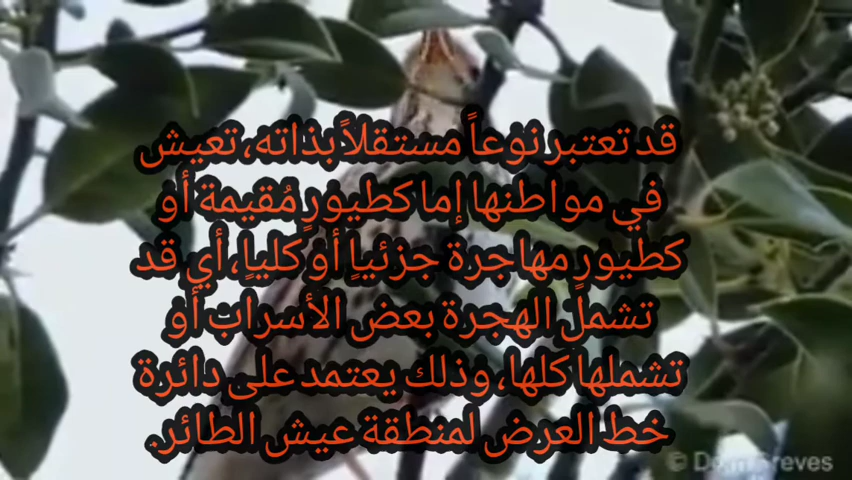 قد تعتبر نوعاً مستقلاً بذاته، تعيش
في مواطنها إما كطيورٍ مُقيمة أو
كطيورٍ مهاجرة جزئياٍ أو كلياٍ، أي قد
تشمل الهجرة بعض الأسراب أو
تشملها كلها، وذلك يعتمد على دائرة
خط العرض لمنطقة عيش الطائر.
©